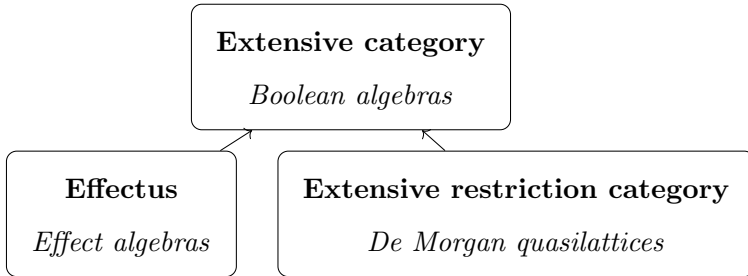 Extensive category
Boolean algebras
Effectus
Effect algebras
Extensive restriction category
De Morgan quasilattices